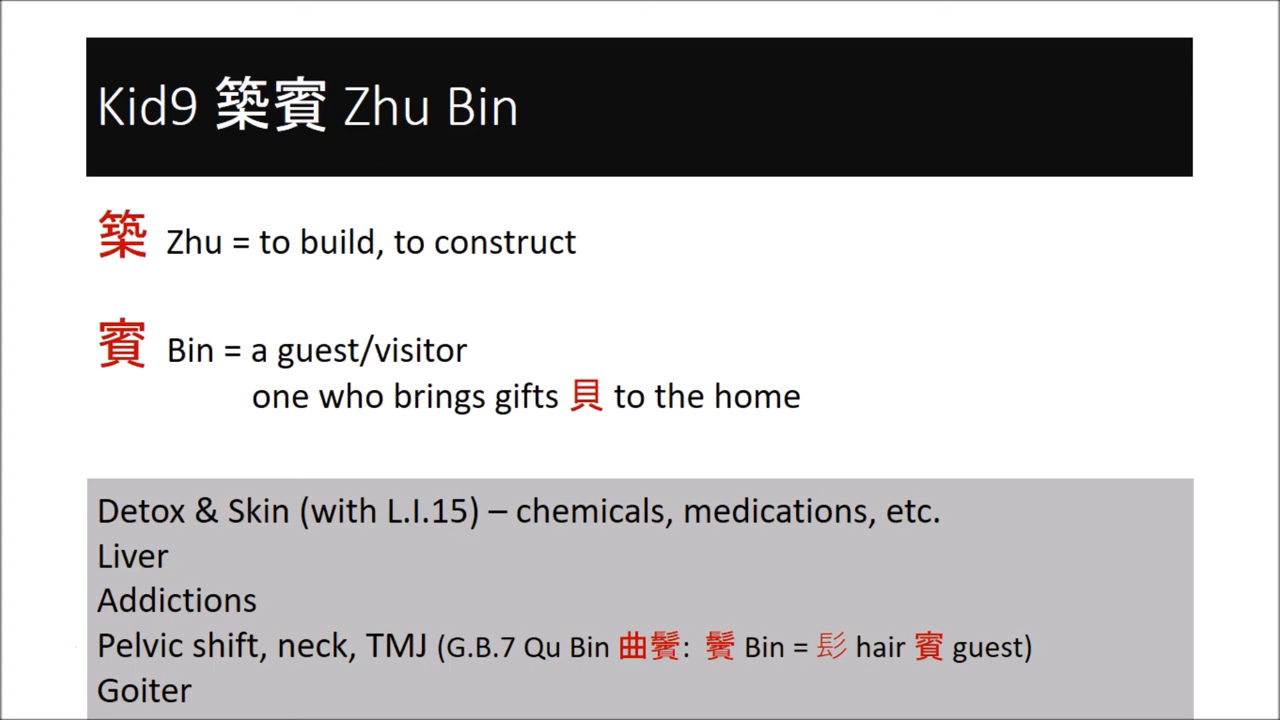 Kid9 築賓 Zhu Bin
築 Zhu = to build, to construct
賓 Bin = a guest/visitor
one who brings gifts 貝 to the home
Detox & Skin (with L.I.15) – chemicals, medications, etc.
Liver
Addictions
Pelvic shift, neck, TMJ (G.B.7 Qu Bin 曲鬢: 鬢 Bin = 髟 hair 賓 guest)
Goiter